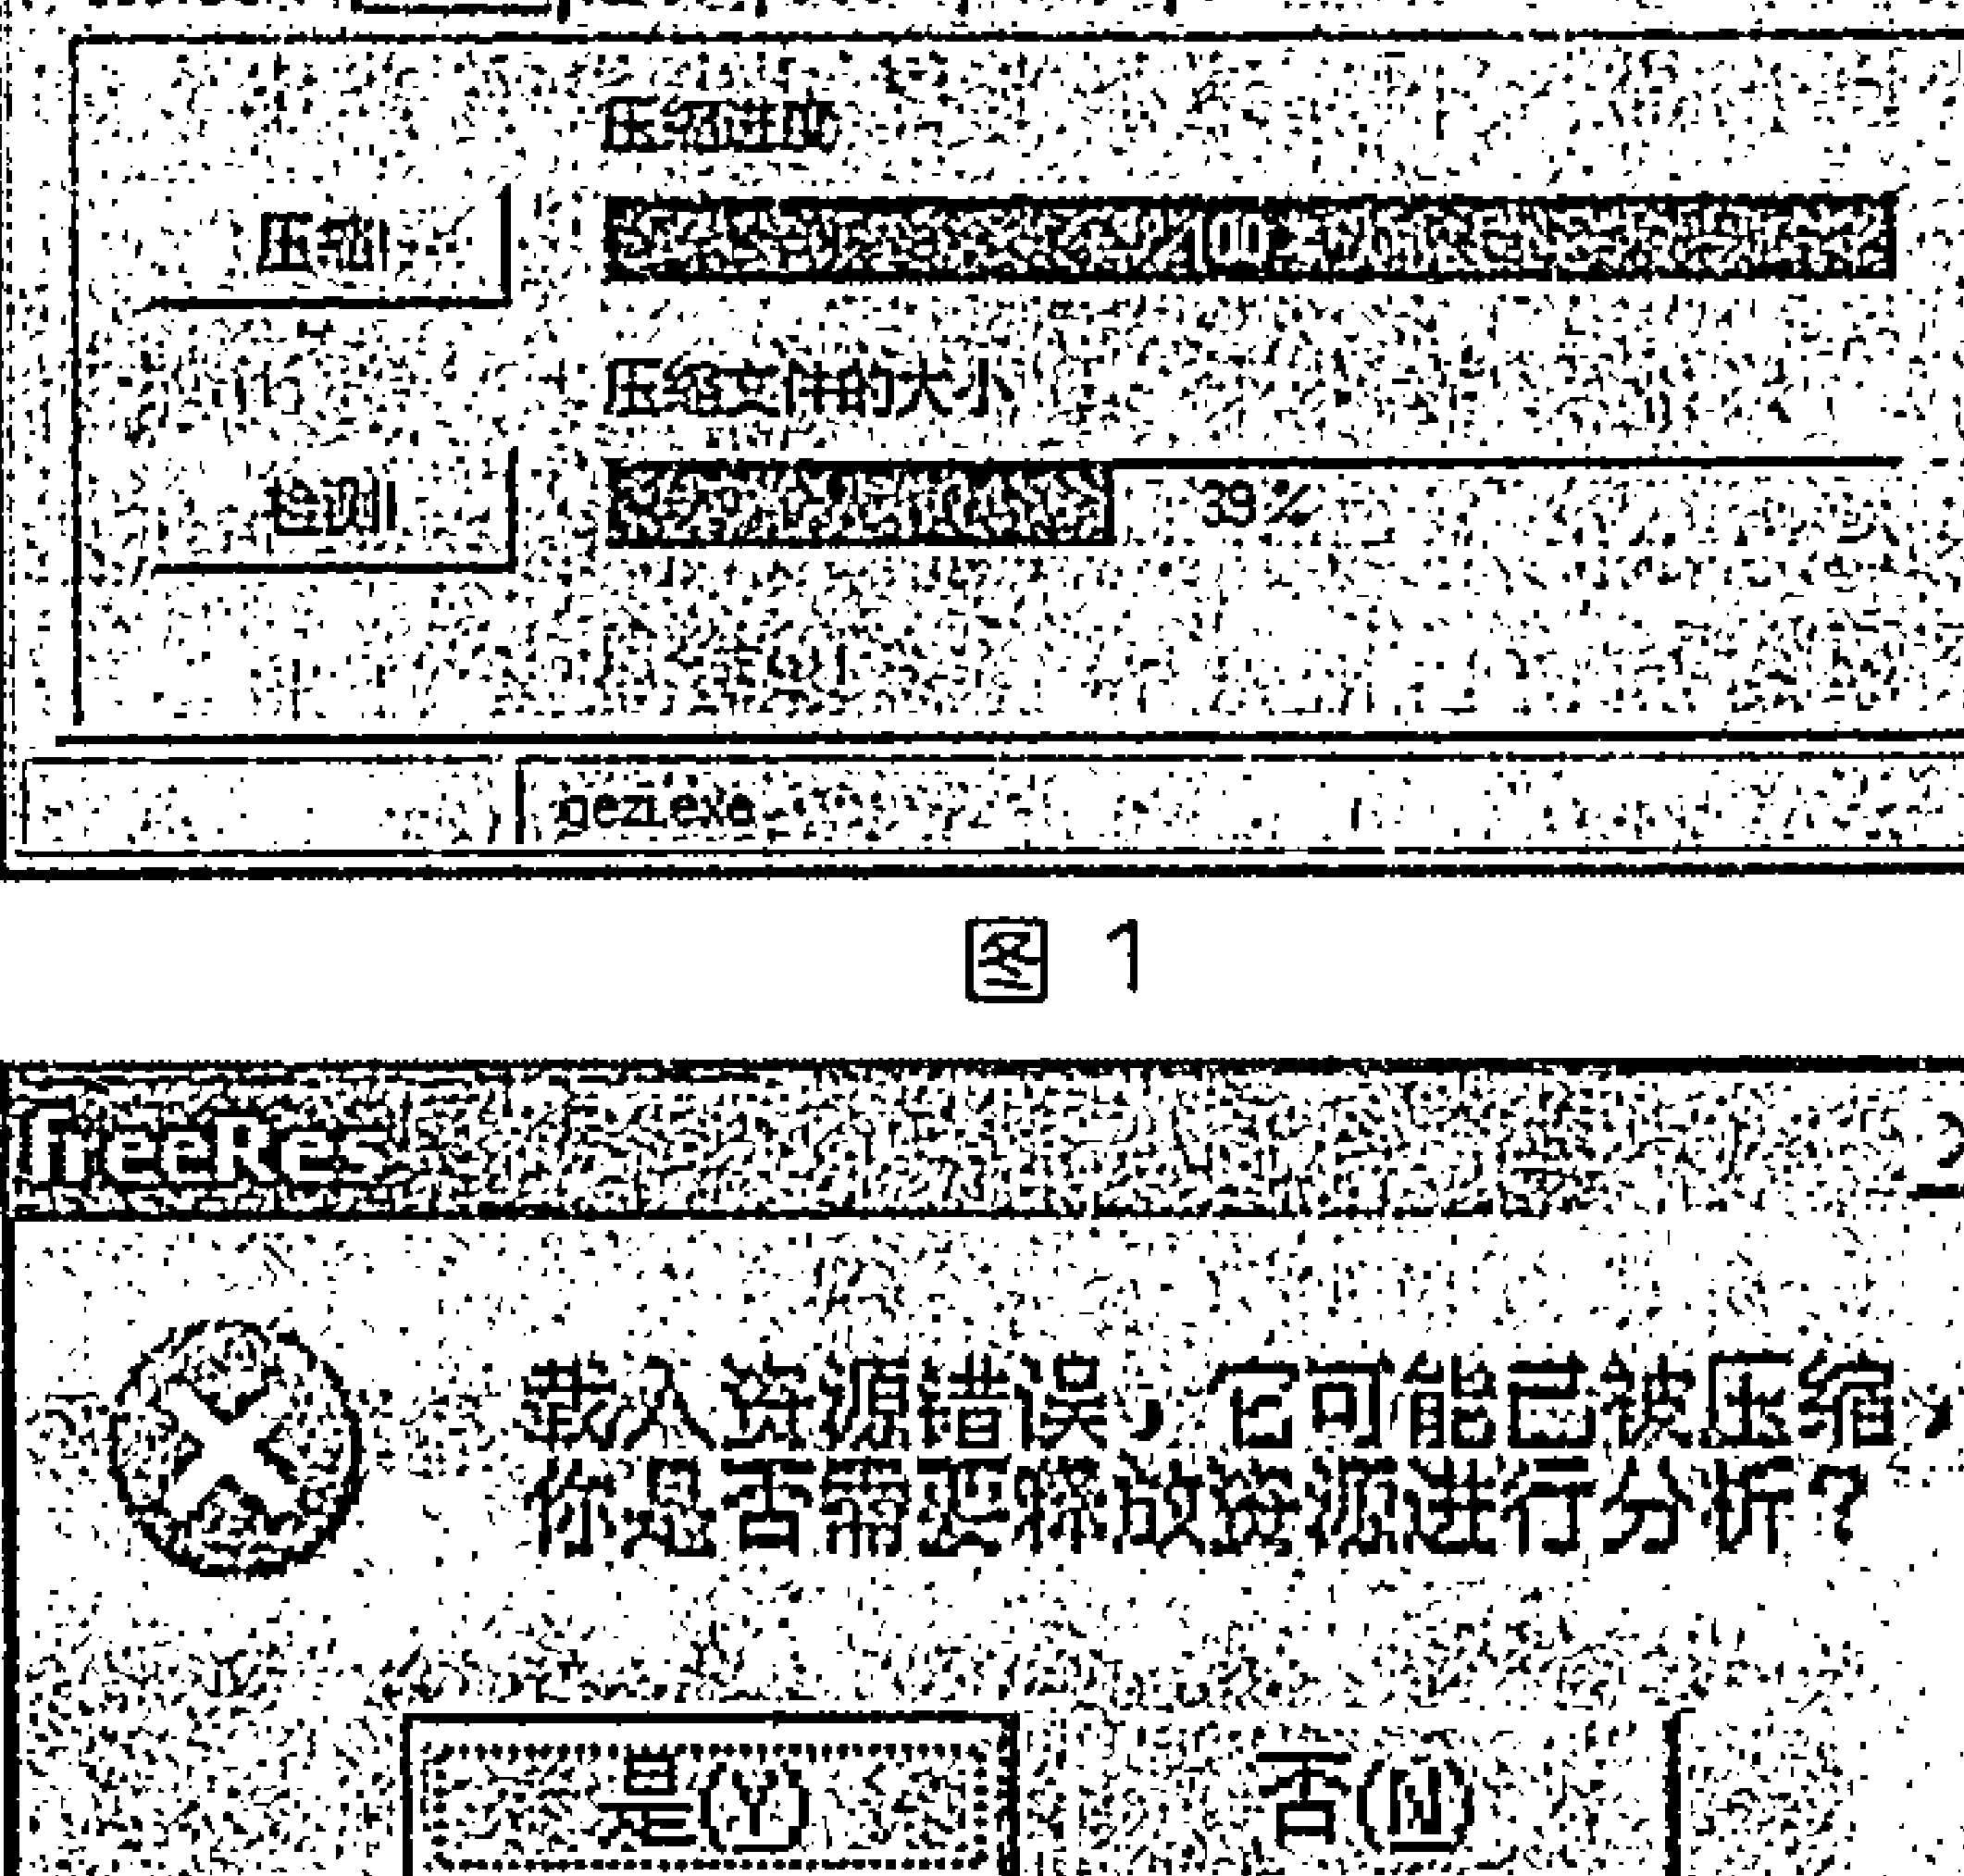 压缩进成
压缩
100%
压缩文件的大小
检测
39%
gezi.exe
图 1
TreeRes
载入资源错误,它可能已被压缩,
你是否需要释放资源进行分析?
是(Y)
否(N)